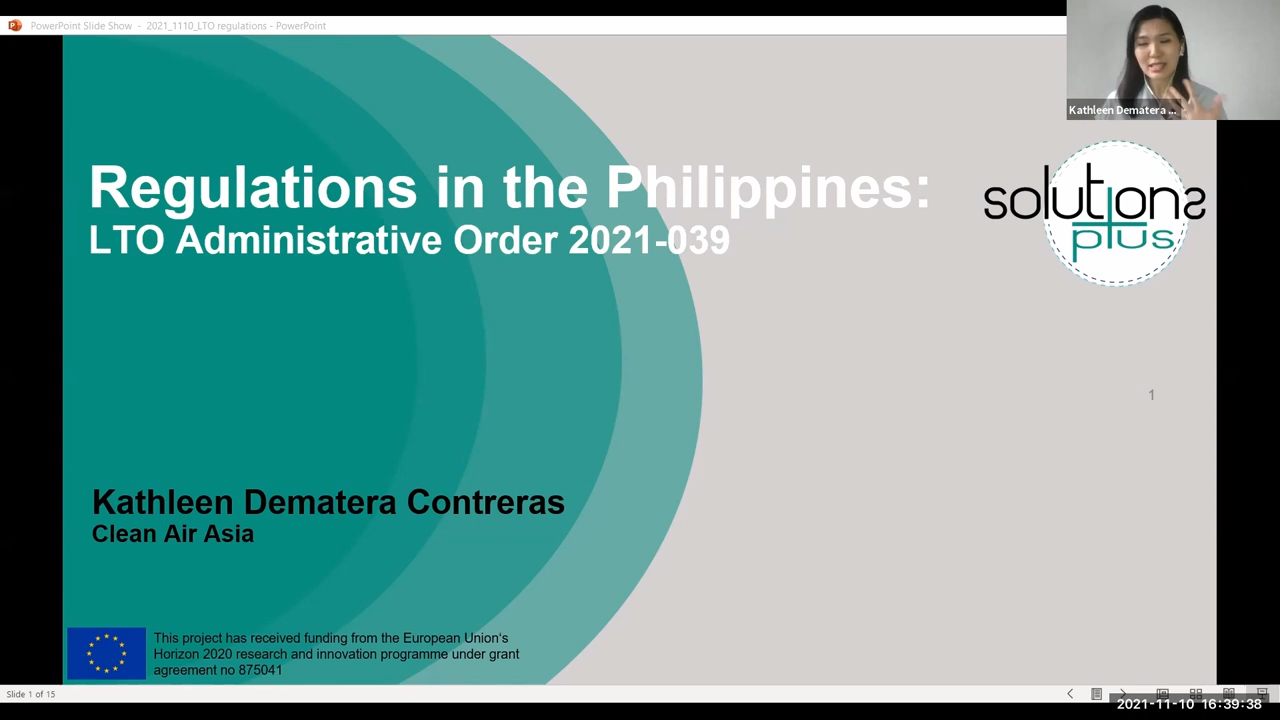 PowerPoint Slide Show - 2021_1110_LTO regulations - PowerPoint
Kathleen Dematera ...
Regulations in the Philippines:
LTO Administrative Order 2021-039
solutions
plus
1
Kathleen Dematera Contreras
Clean Air Asia
This project has received funding from the European Union‘s
Horizon 2020 research and innovation programme under grant
agreement no 875041
Slide 1 of 15
2021-11-10 16:39:38